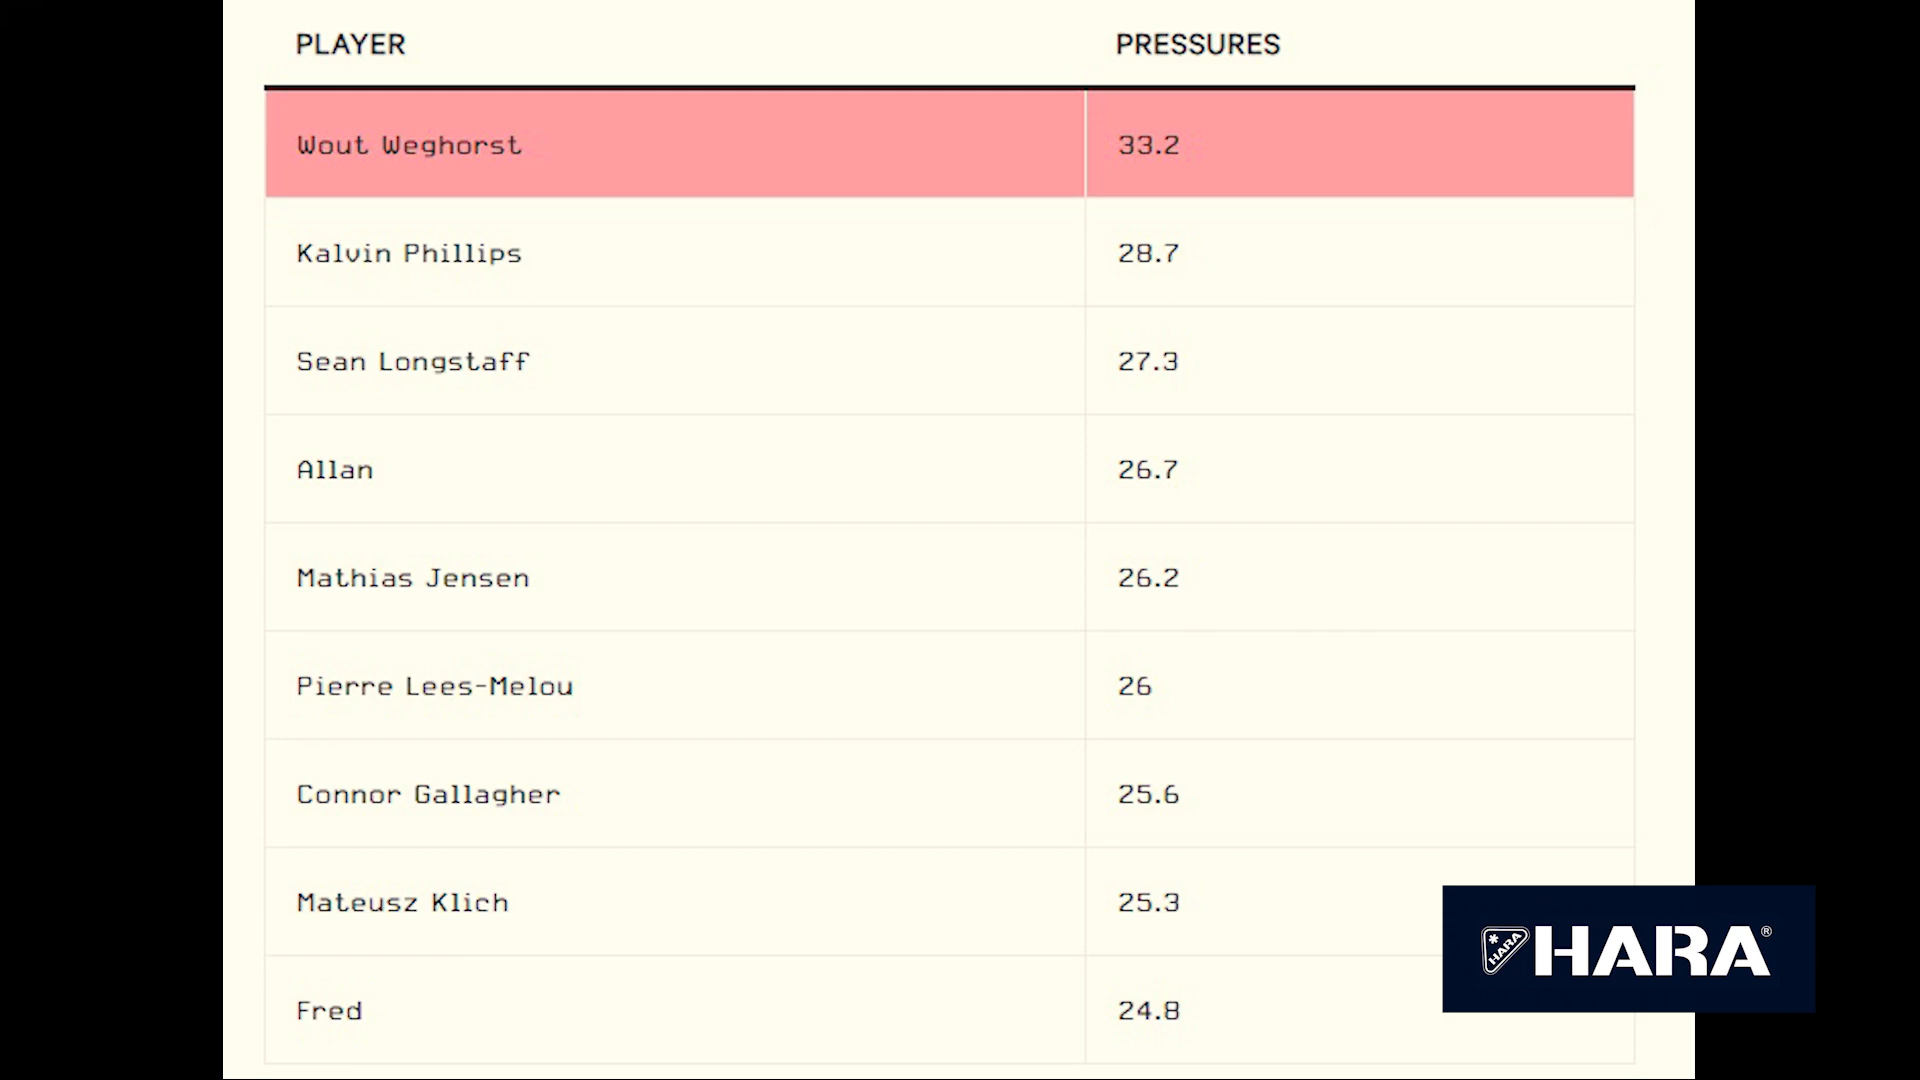 PLAYER PRESSURES
Wout Weghorst 33.2
Kalvin Phillips 28.7
Sean Longstaff 27.3
Allan 26.7
Mathias Jensen 26.2
Pierre Lees-Melou 26
Connor Gallagher 25.6
Mateusz Klich 25.3
Fred 24.8
*HARA HARA®